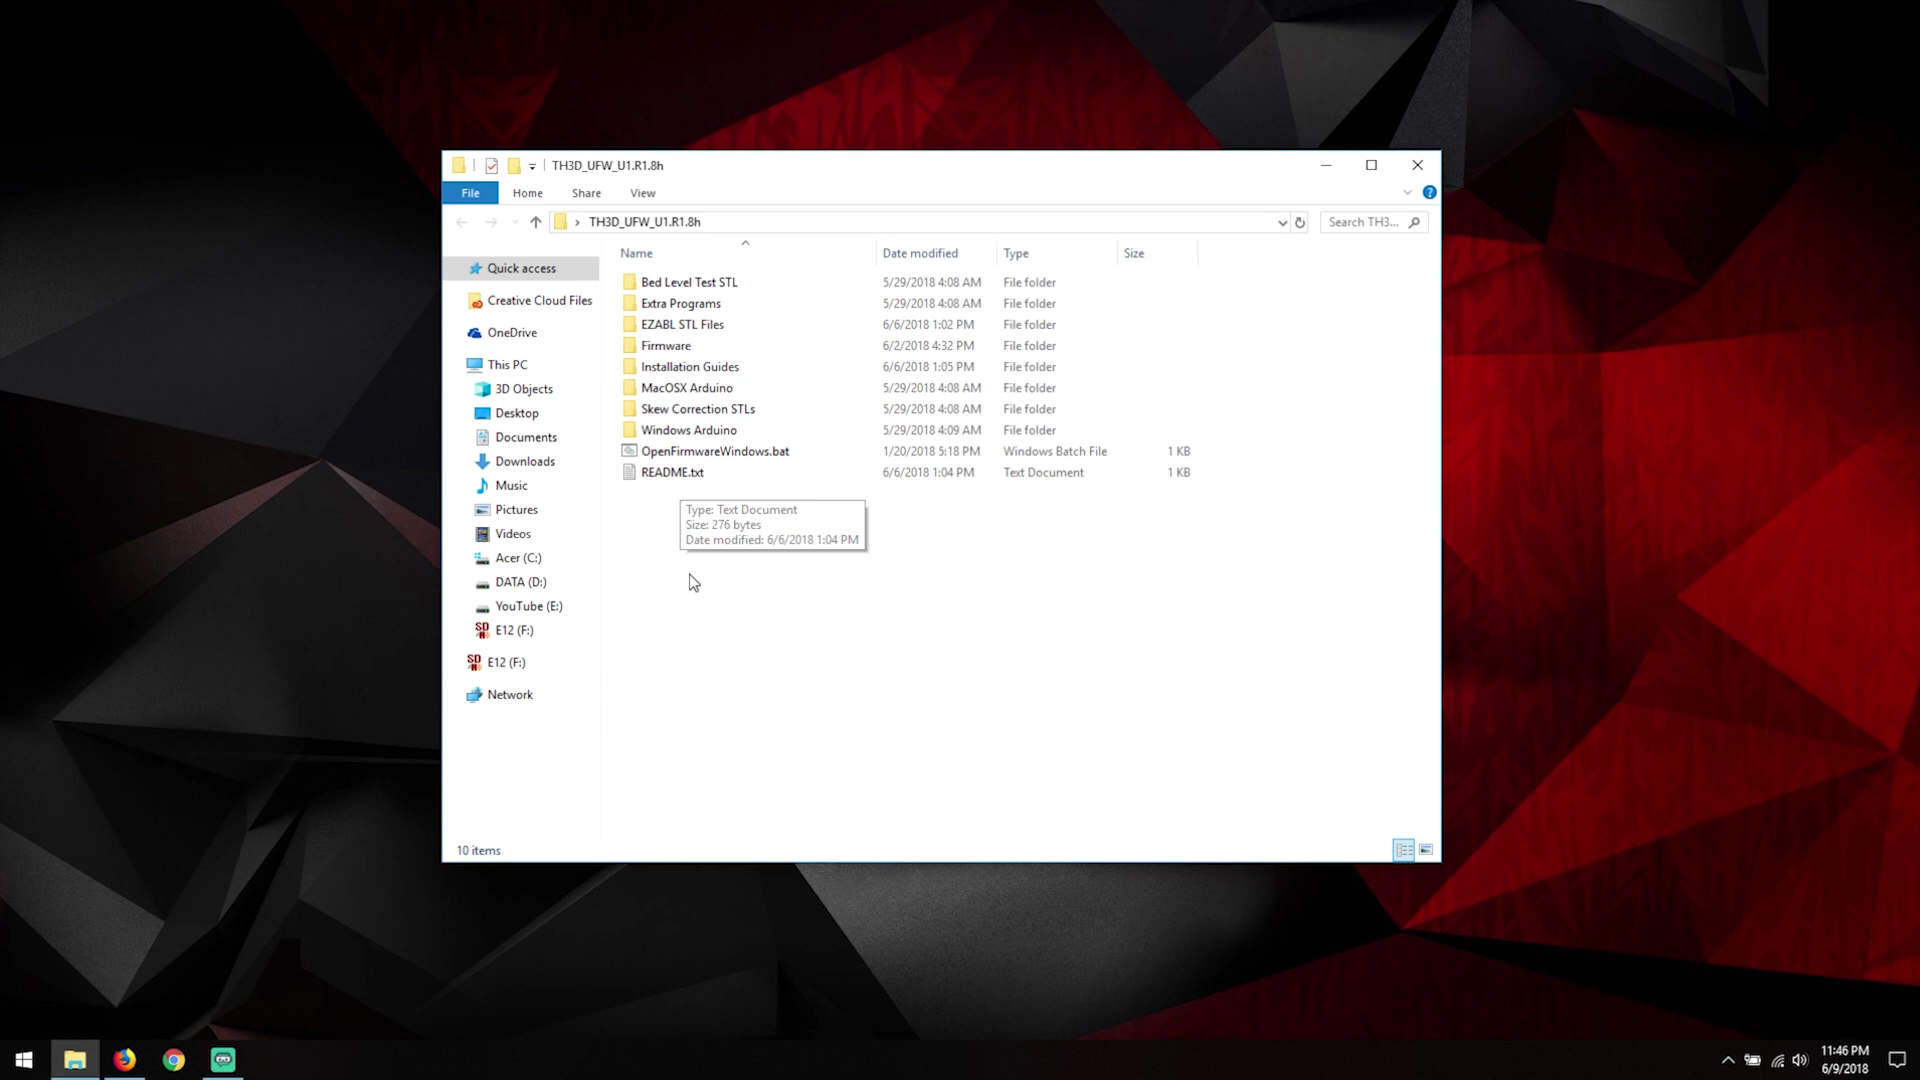 TH3D_UFW_U1.R1.8h
File Home Share View
TH3D_UFW_U1.R1.8h
Search TH3...
Name Date modified Type Size
Quick access
Creative Cloud Files
OneDrive
This PC
3D Objects
Desktop
Documents
Downloads
Music
Pictures
Videos
Acer (C:)
DATA (D:)
YouTube (E:)
SD E12 (F:)
SD E12 (F:)
Network
Bed Level Test STL 5/29/2018 4:08 AM File folder
Extra Programs 5/29/2018 4:08 AM File folder
EZABL STL Files 6/6/2018 1:02 PM File folder
Firmware 6/2/2018 4:32 PM File folder
Installation Guides 6/6/2018 1:05 PM File folder
MacOSX Arduino 5/29/2018 4:08 AM File folder
Skew Correction STLs 5/29/2018 4:08 AM File folder
Windows Arduino 5/29/2018 4:09 AM File folder
OpenFirmwareWindows.bat 1/20/2018 5:18 PM Windows Batch File 1 KB
README.txt 6/6/2018 1:04 PM Text Document 1 KB
Type: Text Document
Size: 276 bytes
Date modified: 6/6/2018 1:04 PM
10 items
11:46 PM
6/9/2018